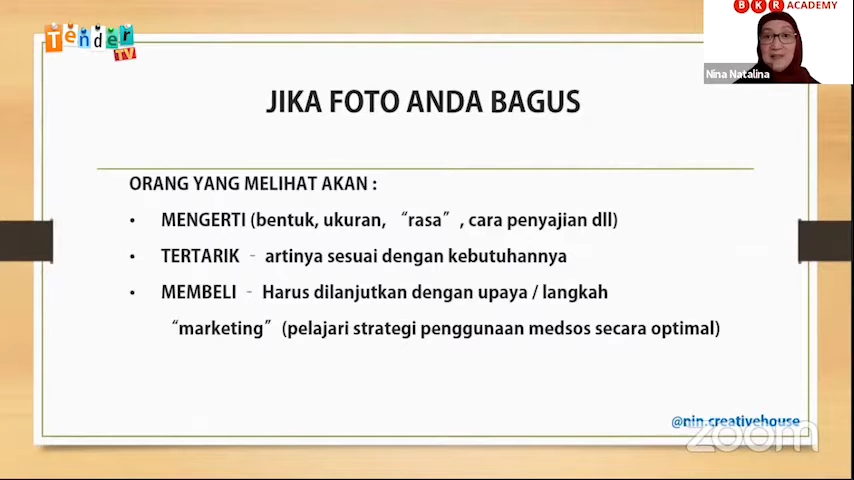 Tender
TV
BKR ACADEMY
Nina Natalina
JIKA FOTO ANDA BAGUS
ORANG YANG MELIHAT AKAN :
• MENGERTI (bentuk, ukuran, “rasa” , cara penyajian dll)
• TERTARIK – artinya sesuai dengan kebutuhannya
• MEMBELI – Harus dilanjutkan dengan upaya / langkah
“marketing” (pelajari strategi penggunaan medsos secara optimal)
@nin.creativehouse
zoom